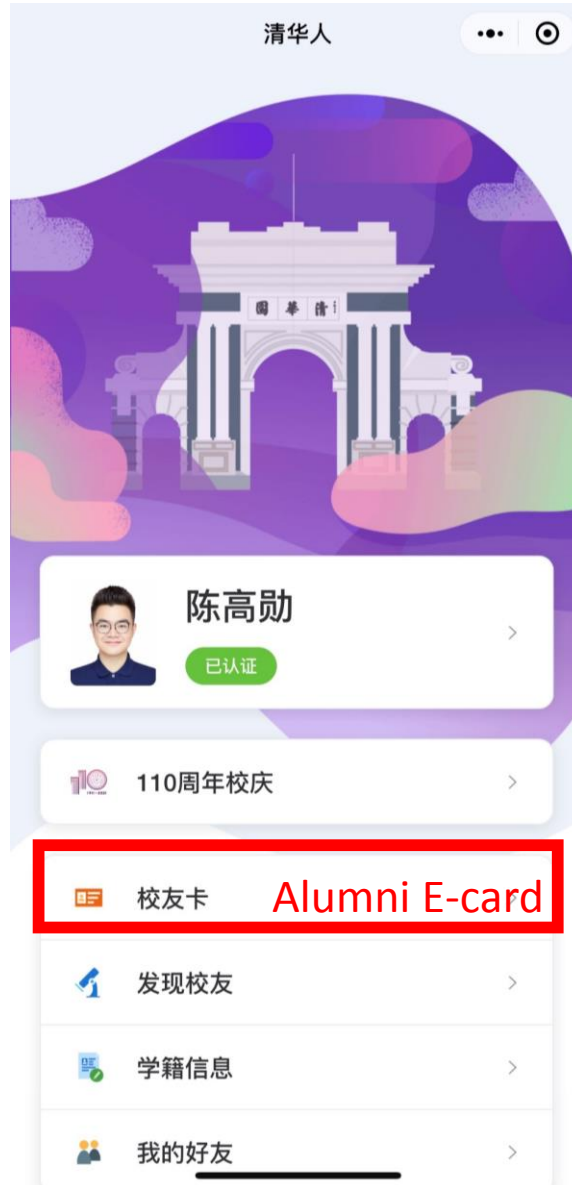 清华人
園華清
陈高勋
已认证
110
110周年校庆
校友卡 Alumni E-card
发现校友
学籍信息
我的好友